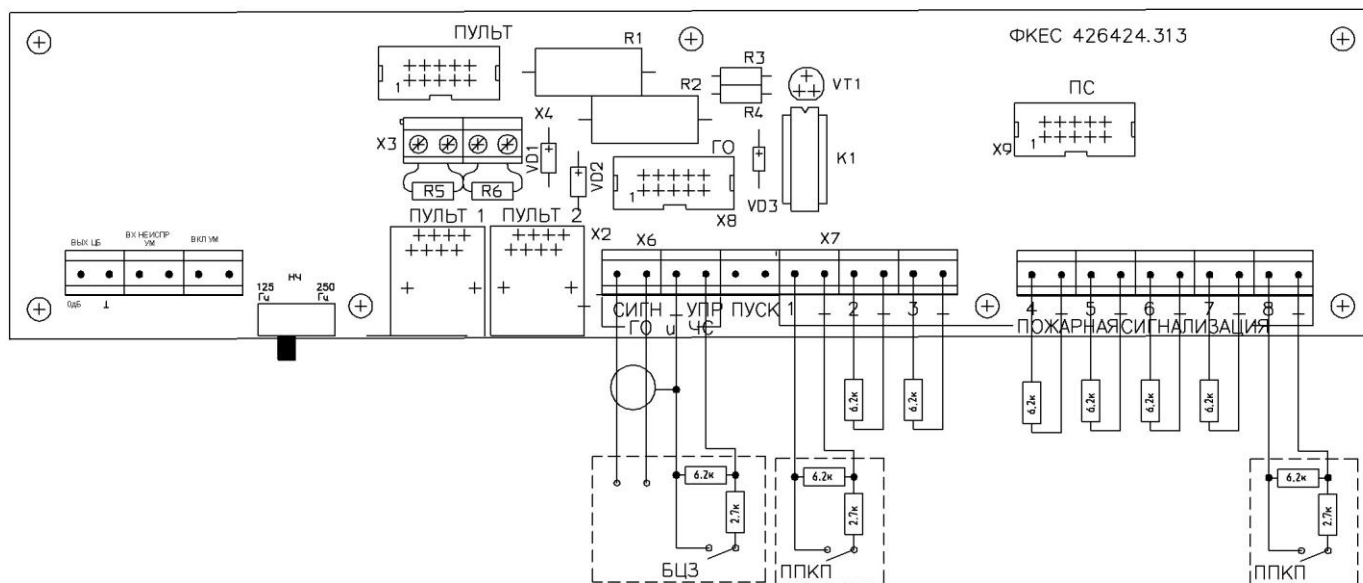 ПУЛЬТ
R1
ФКЕС 426424.313
1
X4
R2
R3
R4
VT1
ПС
X3
VD1
VD2
ГО
K1
X9
1
R5
R6
1
X8
VD3
ПУЛЬТ 1
ПУЛЬТ 2
X2
X6
X7
ВЫХ ЦБ
ВХ НЕИСПР УМ
ВКЛ УМ
0дБ
⊥
125 Гц
НЧ
250 Гц
СИГН
УПР
ПУСК
1
2
3
4
5
6
7
8
ГО и ЧС
ПОЖАРНАЯ СИГНАЛИЗАЦИЯ
6.2к
6.2к
6.2к
6.2к
6.2к
6.2к
6.2к
2.7к
6.2к
2.7к
6.2к
2.7к
БЦЗ
ППКП
ППКП